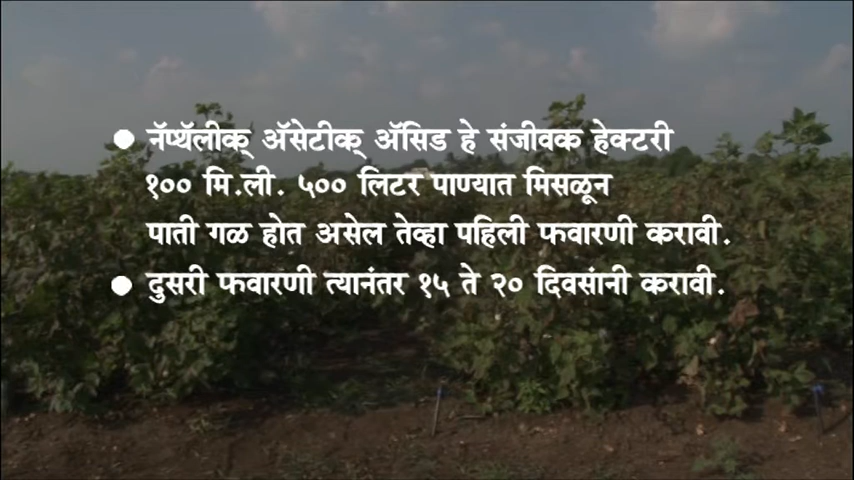 ● नॅप्थॅलीक् ॲसेटीक् ॲसिड हे संजीवक हेक्टरी
१०० मि.ली. ५०० लिटर पाण्यात मिसळून
पाती गळ होत असेल तेव्हा पहिली फवारणी करावी.
● दुसरी फवारणी त्यानंतर १५ ते २० दिवसांनी करावी.